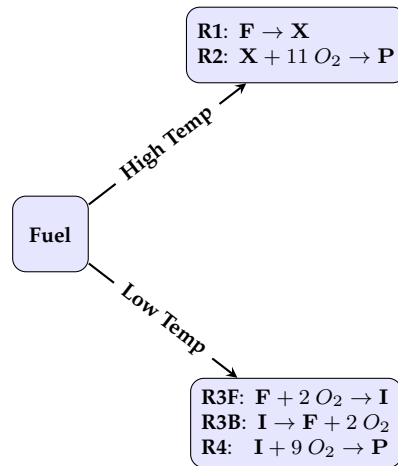 R1: F → X
R2: X + 11 O₂ → P
High Temp
Fuel
Low Temp
R3F: F + 2 O₂ → I
R3B: I → F + 2 O₂
R4: I + 9 O₂ → P